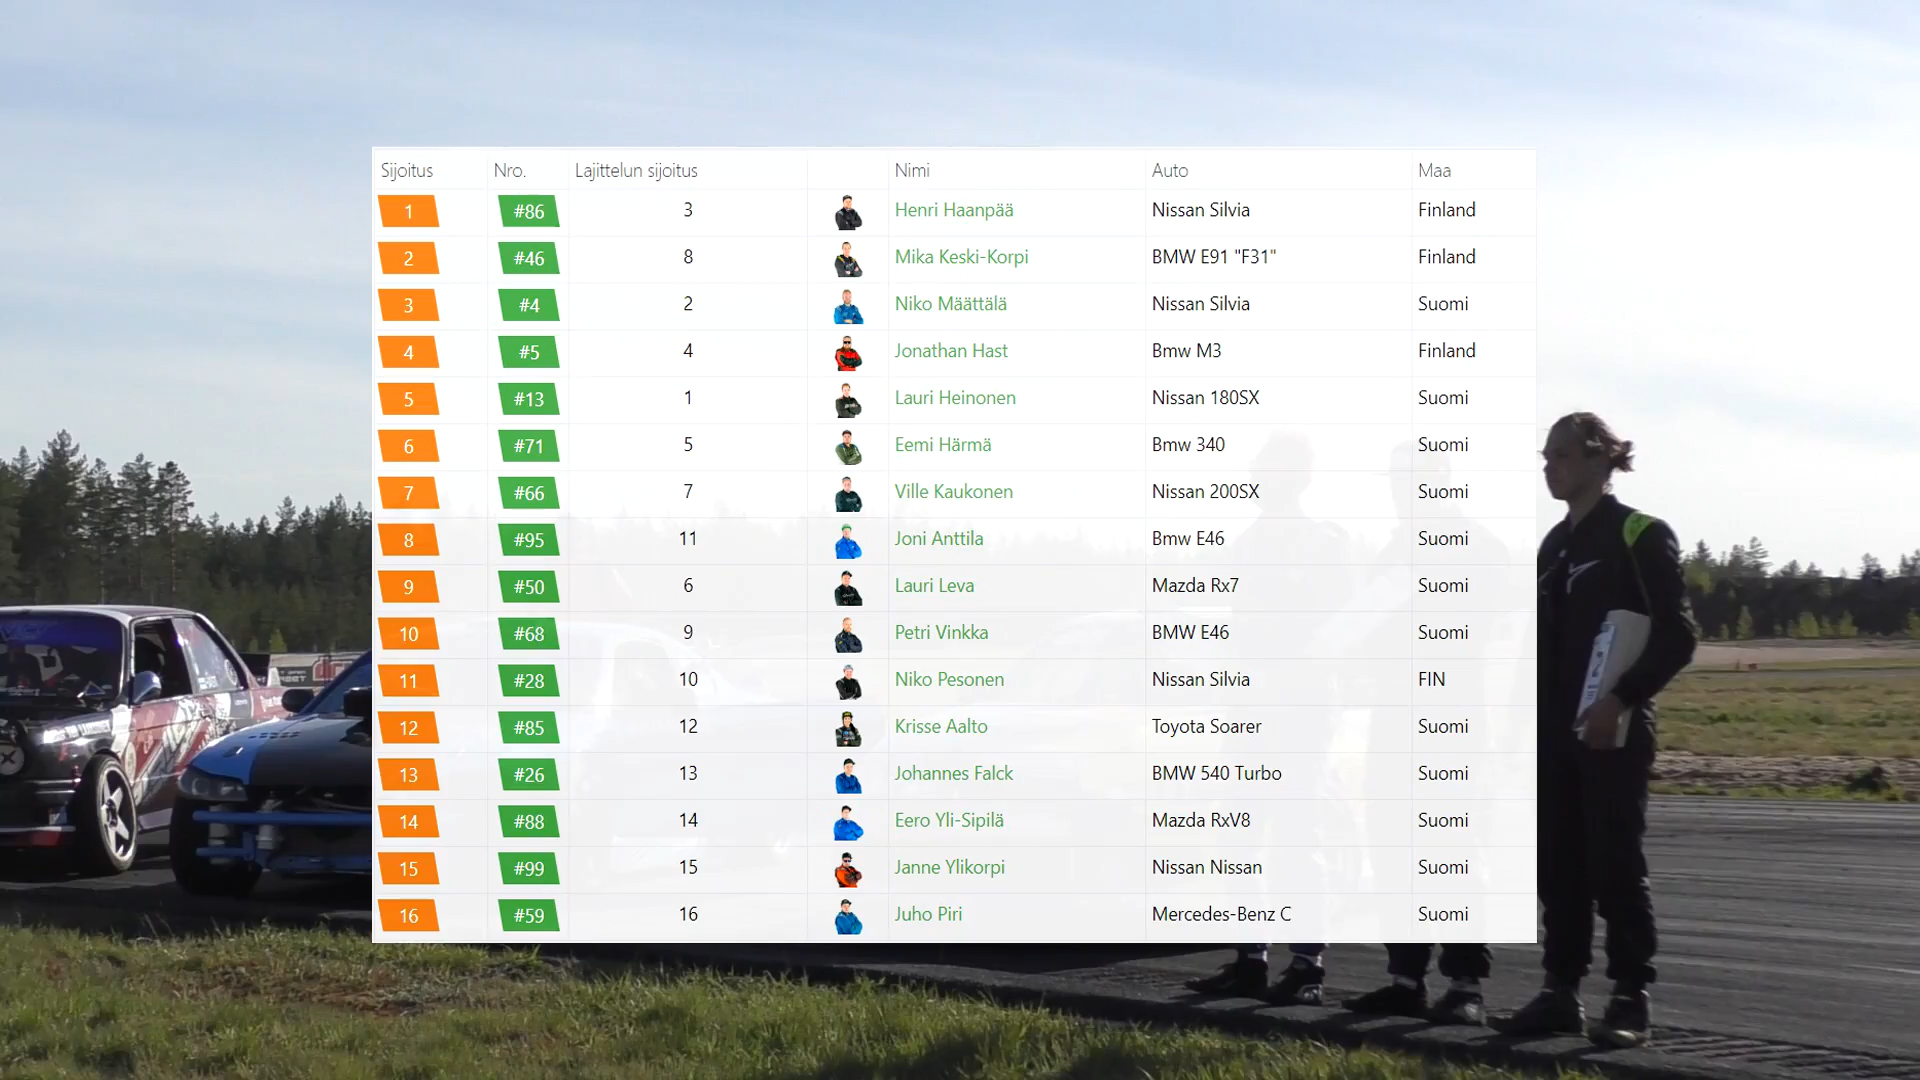 Sijoitus Nro. Lajittelun sijoitus Nimi Auto Maa
1 #86 3 Henri Haanpää Nissan Silvia Finland
2 #46 8 Mika Keski-Korpi BMW E91 "F31" Finland
3 #4 2 Niko Määttälä Nissan Silvia Suomi
4 #5 4 Jonathan Hast Bmw M3 Finland
5 #13 1 Lauri Heinonen Nissan 180SX Suomi
6 #71 5 Eemi Härmä Bmw 340 Suomi
7 #66 7 Ville Kaukonen Nissan 200SX Suomi
8 #95 11 Joni Anttila Bmw E46 Suomi
9 #50 6 Lauri Leva Mazda Rx7 Suomi
10 #68 9 Petri Vinkka BMW E46 Suomi
11 #28 10 Niko Pesonen Nissan Silvia FIN
12 #85 12 Krisse Aalto Toyota Soarer Suomi
13 #26 13 Johannes Falck BMW 540 Turbo Suomi
14 #88 14 Eero Yli-Sipilä Mazda RxV8 Suomi
15 #99 15 Janne Ylikorpi Nissan Nissan Suomi
16 #59 16 Juho Piri Mercedes-Benz C Suomi